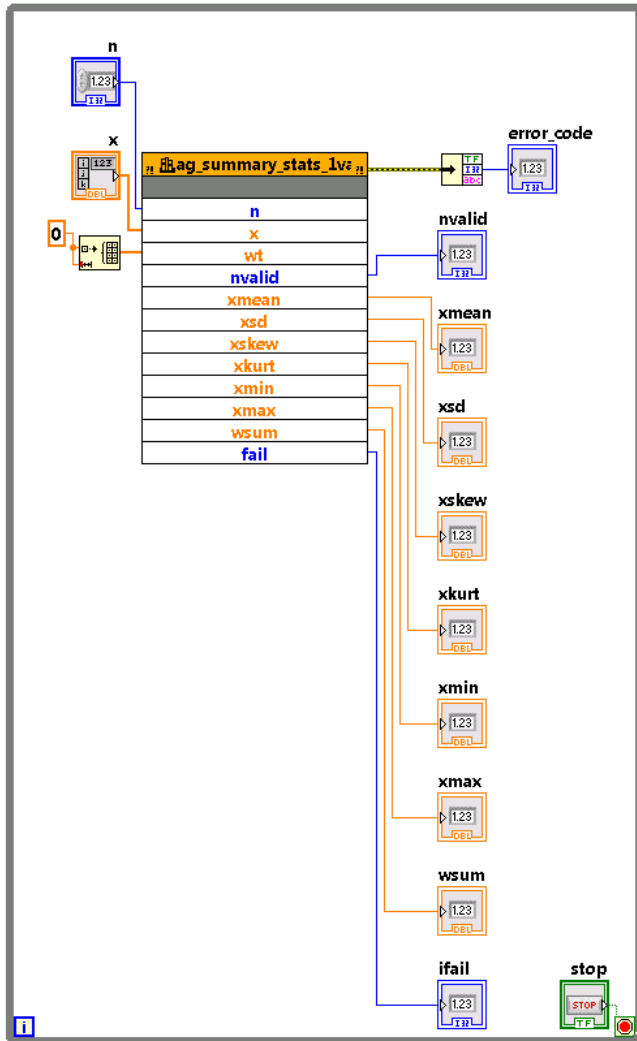 n
1.23
I32
x
i 123
j
k
DBL
error_code
?! ag_summary_stats_1va ?!
TF
I32
abc
1.23
I32
n
x
wt
nvalid
xmean
xsd
xskew
xkurt
xmin
xmax
wsum
fail
0
nvalid
1.23
I32
xmean
1.23
DBL
xsd
1.23
DBL
xskew
1.23
DBL
xkurt
1.23
DBL
xmin
1.23
DBL
xmax
1.23
DBL
wsum
1.23
DBL
ifail
1.23
I32
stop
STOP
TF
i